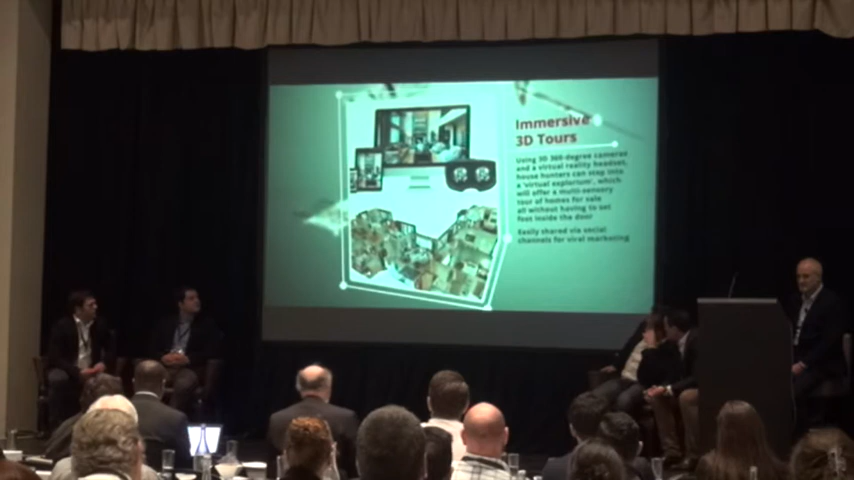 Immersive
3D Tours
Using 3D 360-degree cameras
and a virtual reality headset,
house hunters can step into
a 'virtual explorium', which
will offer a multi-sensory
tour of homes for sale
all without having to set
foot inside the door
Easily shared via social
channels for viral marketing